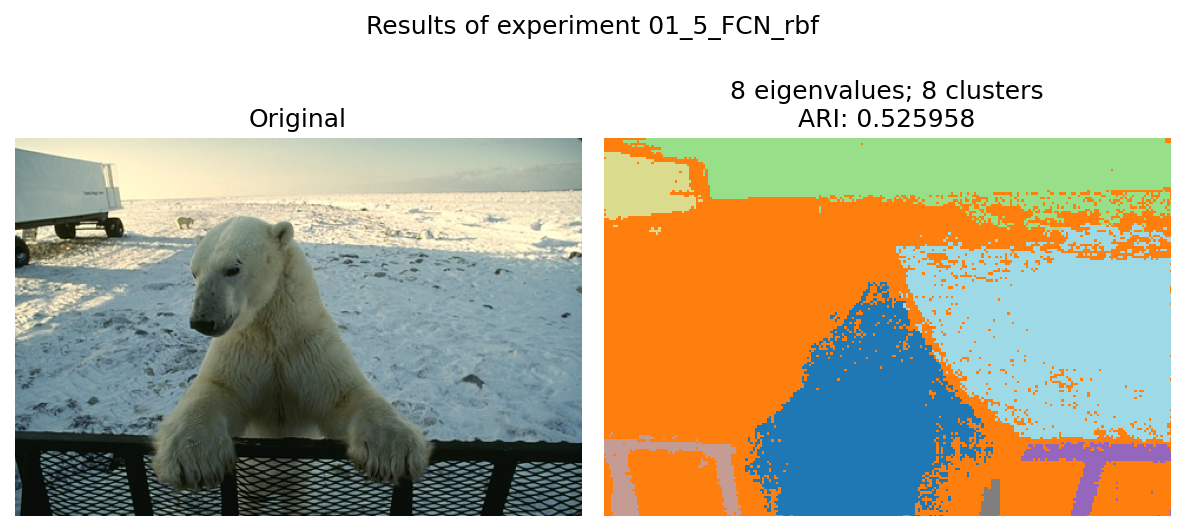 Results of experiment 01_5_FCN_rbf
Original
8 eigenvalues; 8 clusters
ARI: 0.525958